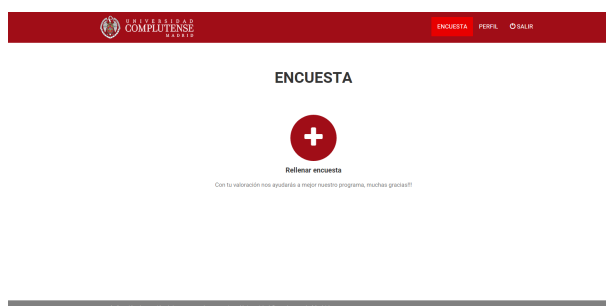 UNIVERSIDAD
COMPLUTENSE
MADRID
ENCUESTA PERFIL SALIR
ENCUESTA
Rellenar encuesta
Con tu valoración nos ayudarás a mejor nuestro programa, muchas gracias!!!